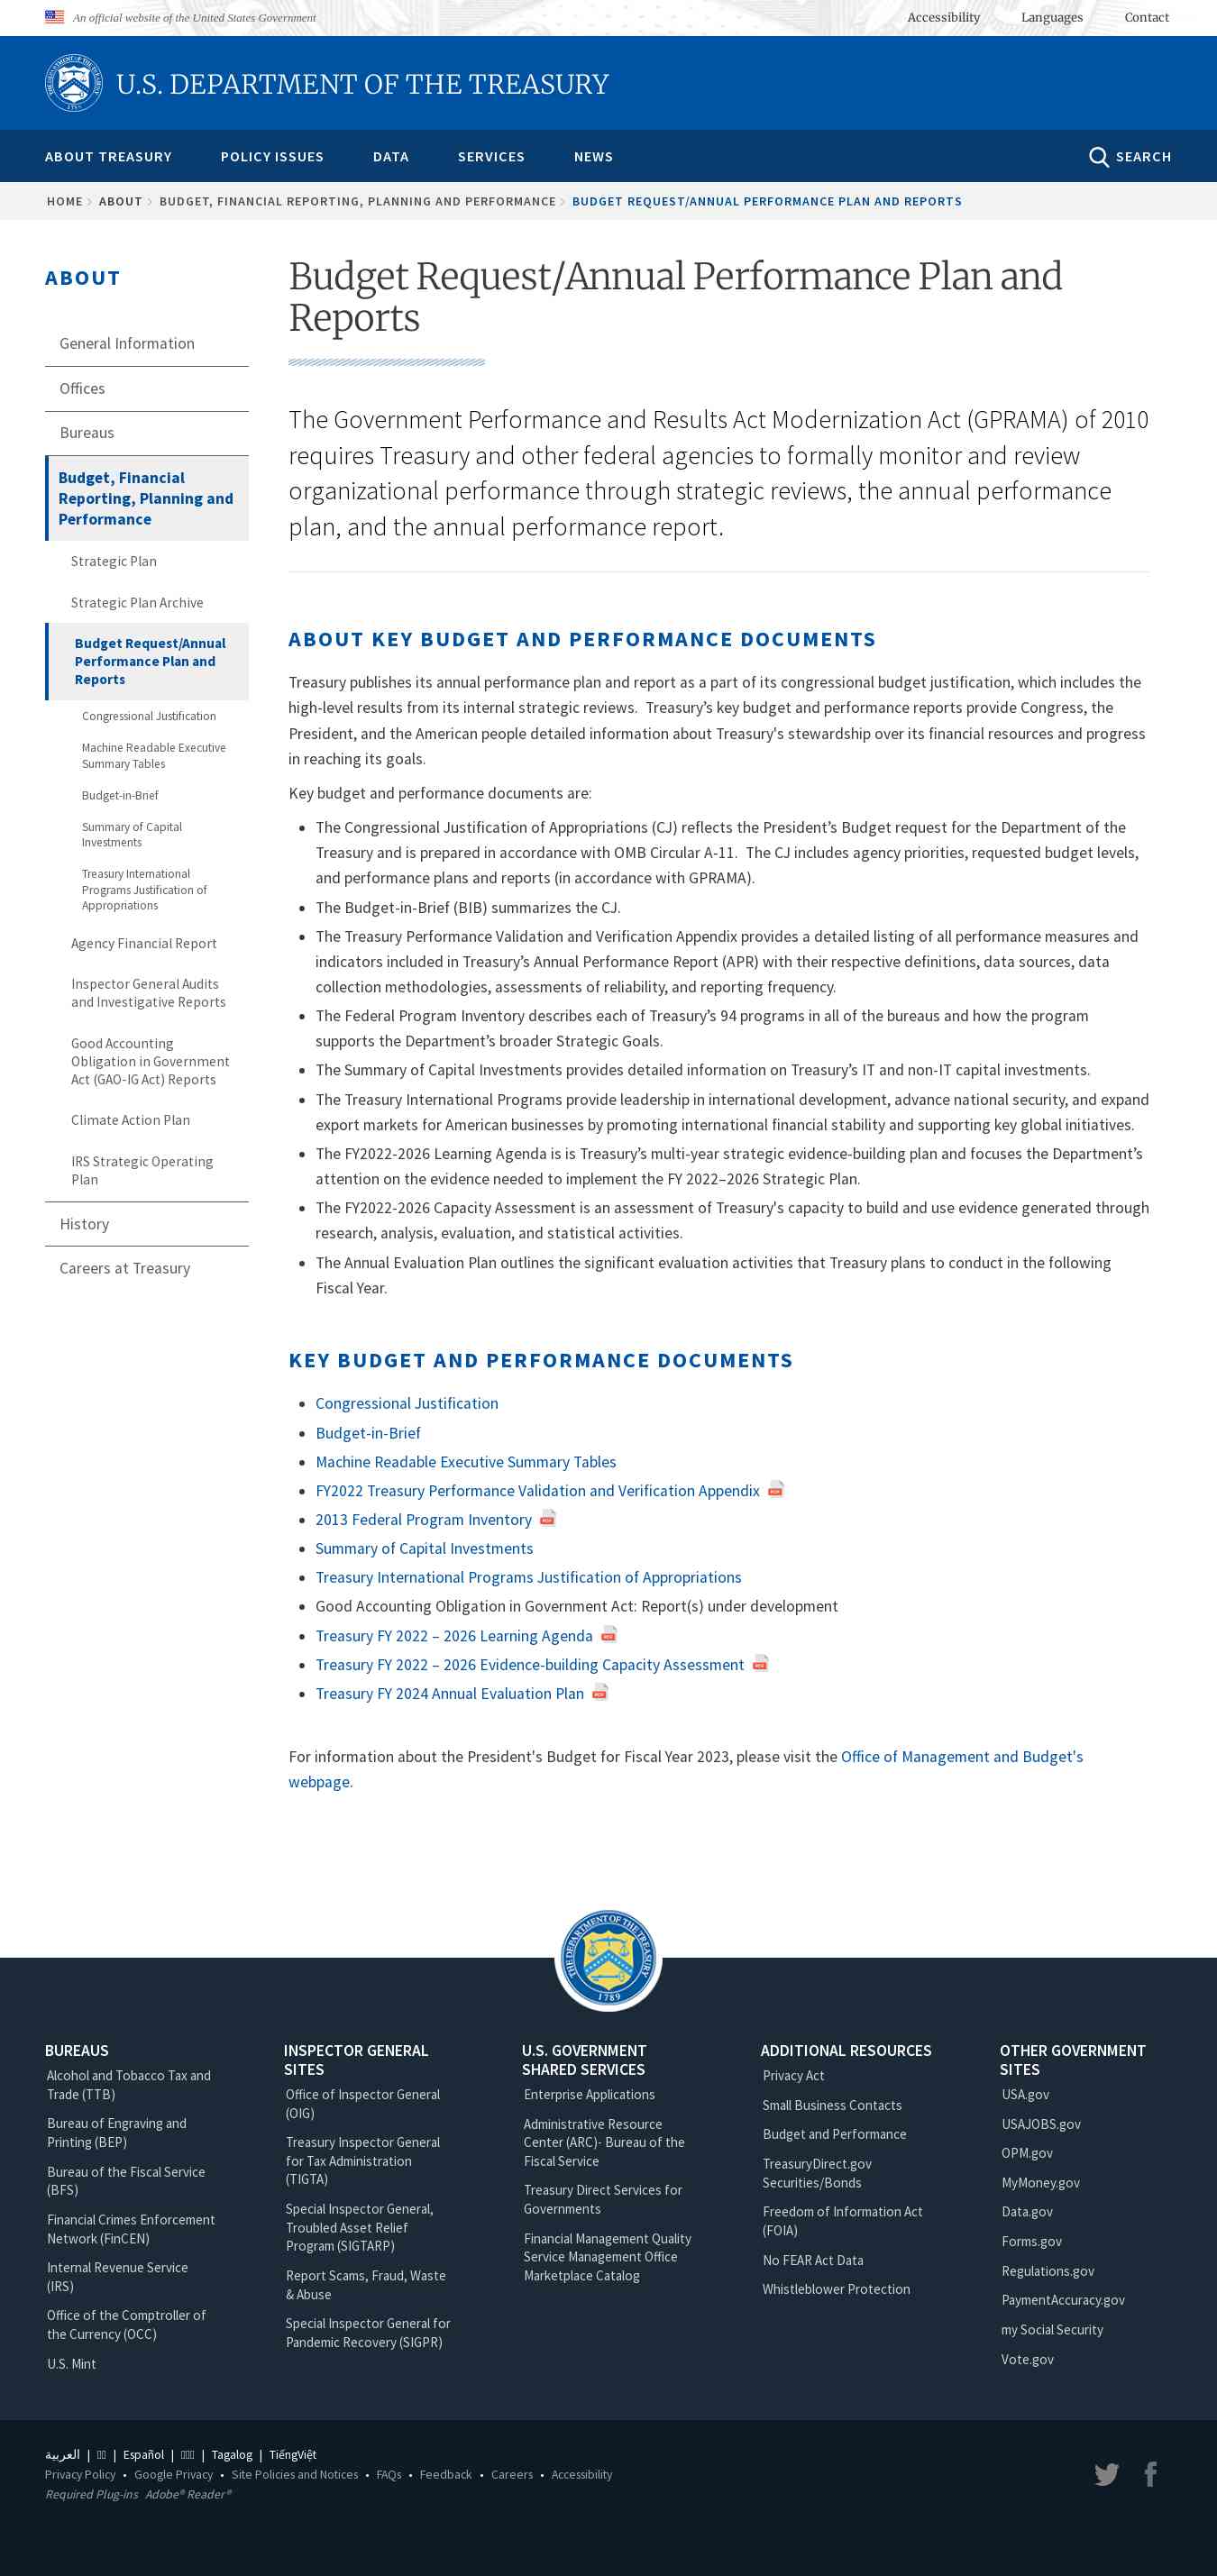 An official website of the United States Government
Accessibility Languages Contact
U.S. DEPARTMENT OF THE TREASURY
ABOUT TREASURY POLICY ISSUES DATA SERVICES NEWS SEARCH
HOME ABOUT BUDGET, FINANCIAL REPORTING, PLANNING AND PERFORMANCE BUDGET REQUEST/ANNUAL PERFORMANCE PLAN AND REPORTS
ABOUT
General Information
Offices
Bureaus
Budget, Financial
Reporting, Planning and
Performance
Strategic Plan
Strategic Plan Archive
Budget Request/Annual
Performance Plan and
Reports
Congressional Justification
Machine Readable Executive
Summary Tables
Budget-in-Brief
Summary of Capital
Investments
Treasury International
Programs Justification of
Appropriations
Agency Financial Report
Inspector General Audits
and Investigative Reports
Good Accounting
Obligation in Government
Act (GAO-IG Act) Reports
Climate Action Plan
IRS Strategic Operating
Plan
History
Careers at Treasury
Budget Request/Annual Performance Plan and
Reports
The Government Performance and Results Act Modernization Act (GPRAMA) of 2010
requires Treasury and other federal agencies to formally monitor and review
organizational performance through strategic reviews, the annual performance
plan, and the annual performance report.
ABOUT KEY BUDGET AND PERFORMANCE DOCUMENTS
Treasury publishes its annual performance plan and report as a part of its congressional budget justification, which includes the
high-level results from its internal strategic reviews.  Treasury’s key budget and performance reports provide Congress, the
President, and the American people detailed information about Treasury's stewardship over its financial resources and progress
in reaching its goals.
Key budget and performance documents are:
• The Congressional Justification of Appropriations (CJ) reflects the President’s Budget request for the Department of the
Treasury and is prepared in accordance with OMB Circular A-11.  The CJ includes agency priorities, requested budget levels,
and performance plans and reports (in accordance with GPRAMA).
• The Budget-in-Brief (BIB) summarizes the CJ.
• The Treasury Performance Validation and Verification Appendix provides a detailed listing of all performance measures and
indicators included in Treasury’s Annual Performance Report (APR) with their respective definitions, data sources, data
collection methodologies, assessments of reliability, and reporting frequency.
• The Federal Program Inventory describes each of Treasury’s 94 programs in all of the bureaus and how the program
supports the Department’s broader Strategic Goals.
• The Summary of Capital Investments provides detailed information on Treasury’s IT and non-IT capital investments.
• The Treasury International Programs provide leadership in international development, advance national security, and expand
export markets for American businesses by promoting international financial stability and supporting key global initiatives.
• The FY2022-2026 Learning Agenda is is Treasury’s multi-year strategic evidence-building plan and focuses the Department’s
attention on the evidence needed to implement the FY 2022–2026 Strategic Plan.
• The FY2022-2026 Capacity Assessment is an assessment of Treasury's capacity to build and use evidence generated through
research, analysis, evaluation, and statistical activities.
• The Annual Evaluation Plan outlines the significant evaluation activities that Treasury plans to conduct in the following
Fiscal Year.
KEY BUDGET AND PERFORMANCE DOCUMENTS
• Congressional Justification
• Budget-in-Brief
• Machine Readable Executive Summary Tables
• FY2022 Treasury Performance Validation and Verification Appendix
• 2013 Federal Program Inventory
• Summary of Capital Investments
• Treasury International Programs Justification of Appropriations
• Good Accounting Obligation in Government Act: Report(s) under development
• Treasury FY 2022 – 2026 Learning Agenda
• Treasury FY 2022 – 2026 Evidence-building Capacity Assessment
• Treasury FY 2024 Annual Evaluation Plan
For information about the President's Budget for Fiscal Year 2023, please visit the Office of Management and Budget's
webpage.
THE DEPARTMENT OF THE TREASURY
1789
BUREAUS
Alcohol and Tobacco Tax and
Trade (TTB)
Bureau of Engraving and
Printing (BEP)
Bureau of the Fiscal Service
(BFS)
Financial Crimes Enforcement
Network (FinCEN)
Internal Revenue Service
(IRS)
Office of the Comptroller of
the Currency (OCC)
U.S. Mint
INSPECTOR GENERAL
SITES
Office of Inspector General
(OIG)
Treasury Inspector General
for Tax Administration
(TIGTA)
Special Inspector General,
Troubled Asset Relief
Program (SIGTARP)
Report Scams, Fraud, Waste
& Abuse
Special Inspector General for
Pandemic Recovery (SIGPR)
U.S. GOVERNMENT
SHARED SERVICES
Enterprise Applications
Administrative Resource
Center (ARC)- Bureau of the
Fiscal Service
Treasury Direct Services for
Governments
Financial Management Quality
Service Management Office
Marketplace Catalog
ADDITIONAL RESOURCES
Privacy Act
Small Business Contacts
Budget and Performance
TreasuryDirect.gov
Securities/Bonds
Freedom of Information Act
(FOIA)
No FEAR Act Data
Whistleblower Protection
OTHER GOVERNMENT
SITES
USA.gov
USAJOBS.gov
OPM.gov
MyMoney.gov
Data.gov
Forms.gov
Regulations.gov
PaymentAccuracy.gov
my Social Security
Vote.gov
العربية | | Español | | Tagalog | TiếngViệt
Privacy Policy • Google Privacy • Site Policies and Notices • FAQs • Feedback • Careers • Accessibility
Required Plug-ins Adobe® Reader®